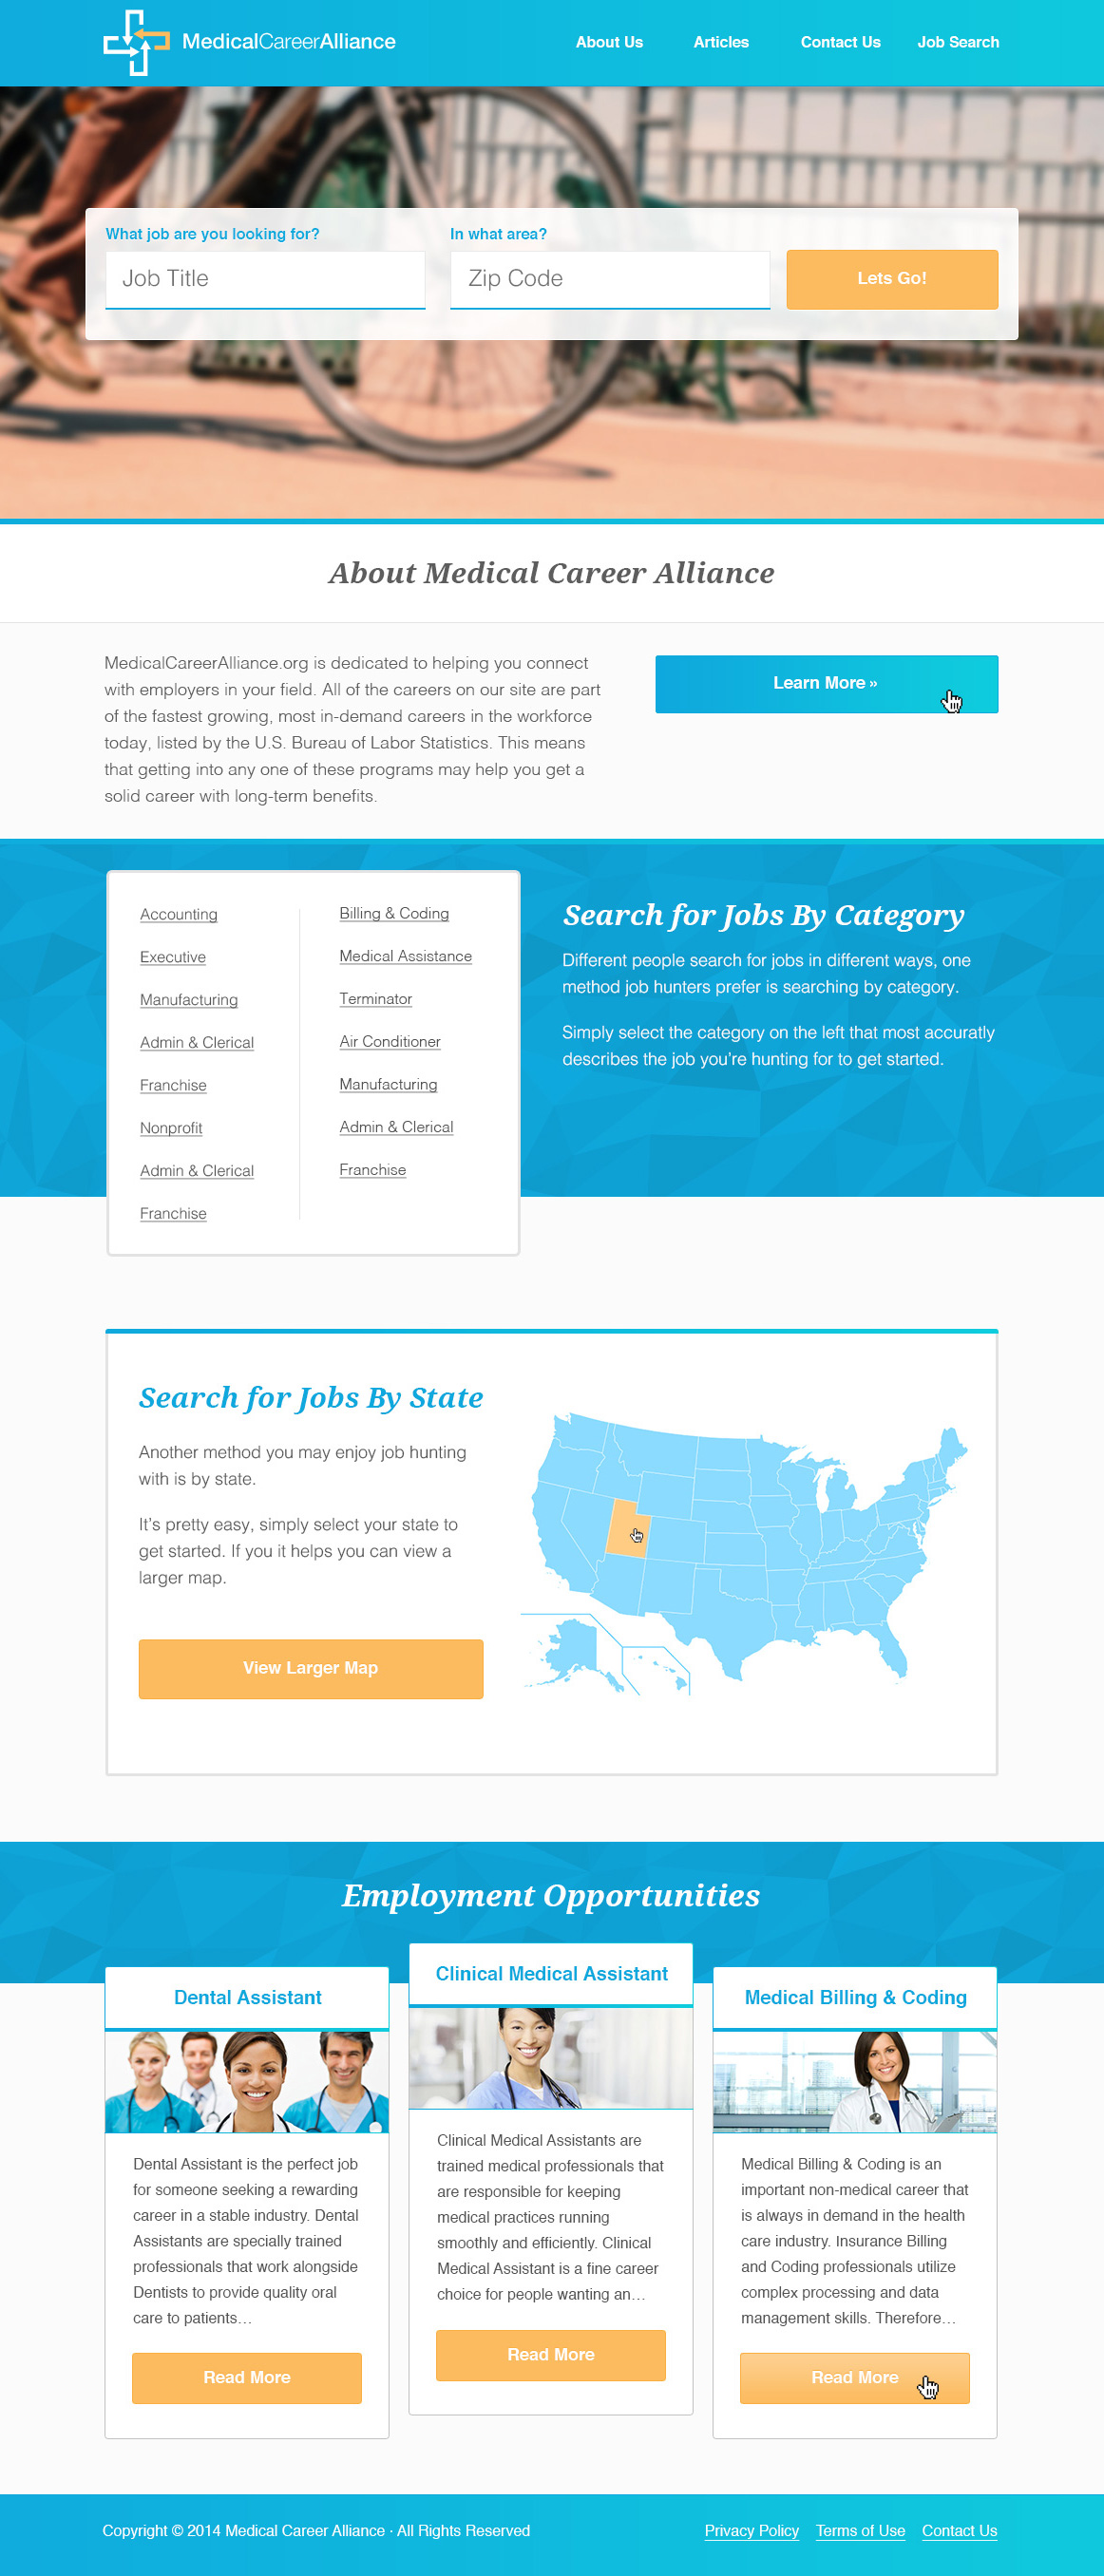 MedicalCareerAlliance
About Us
Articles
Contact Us
Job Search
What job are you looking for?
In what area?
Job Title
Zip Code
Lets Go!
About Medical Career Alliance
MedicalCareerAlliance.org is dedicated to helping you connect
with employers in your field. All of the careers on our site are part
of the fastest growing, most in-demand careers in the workforce
today, listed by the U.S. Bureau of Labor Statistics. This means
that getting into any one of these programs may help you get a
solid career with long-term benefits.
Learn More »
Accounting
Executive
Manufacturing
Admin & Clerical
Franchise
Nonprofit
Admin & Clerical
Franchise
Billing & Coding
Medical Assistance
Terminator
Air Conditioner
Manufacturing
Admin & Clerical
Franchise
Search for Jobs By Category
Different people search for jobs in different ways, one
method job hunters prefer is searching by category.
Simply select the category on the left that most accuratly
describes the job you’re hunting for to get started.
Search for Jobs By State
Another method you may enjoy job hunting
with is by state.
It’s pretty easy, simply select your state to
get started. If you it helps you can view a
larger map.
View Larger Map
Employment Opportunities
Dental Assistant
Dental Assistant is the perfect job
for someone seeking a rewarding
career in a stable industry. Dental
Assistants are specially trained
professionals that work alongside
Dentists to provide quality oral
care to patients…
Read More
Clinical Medical Assistant
Clinical Medical Assistants are
trained medical professionals that
are responsible for keeping
medical practices running
smoothly and efficiently. Clinical
Medical Assistant is a fine career
choice for people wanting an…
Read More
Medical Billing & Coding
Medical Billing & Coding is an
important non-medical career that
is always in demand in the health
care industry. Insurance Billing
and Coding professionals utilize
complex processing and data
management skills. Therefore…
Read More
Copyright © 2014 Medical Career Alliance · All Rights Reserved
Privacy Policy
Terms of Use
Contact Us